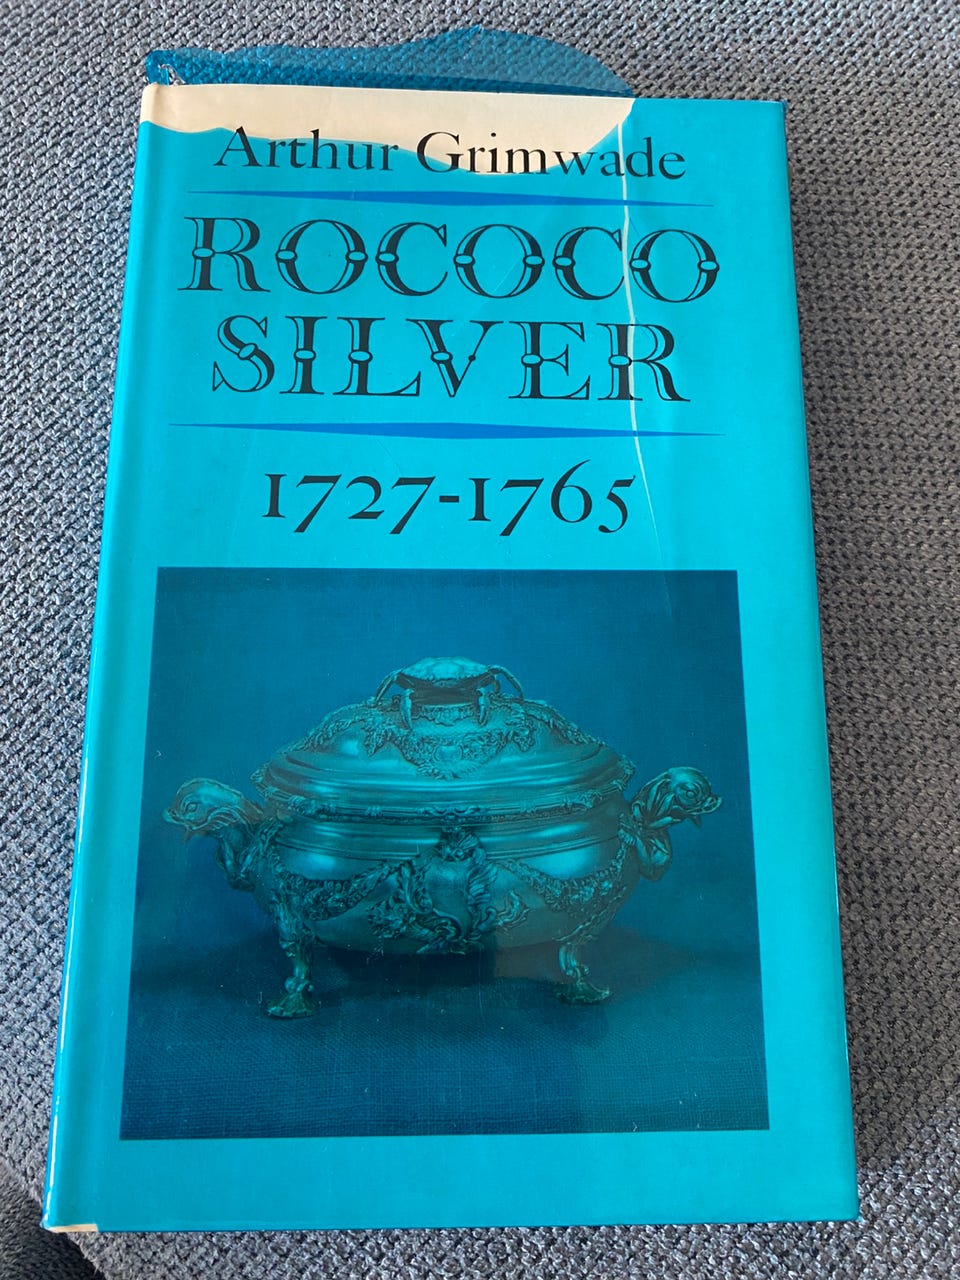 Arthur Grimwade
ROCOCO
SILVER
1727-1765